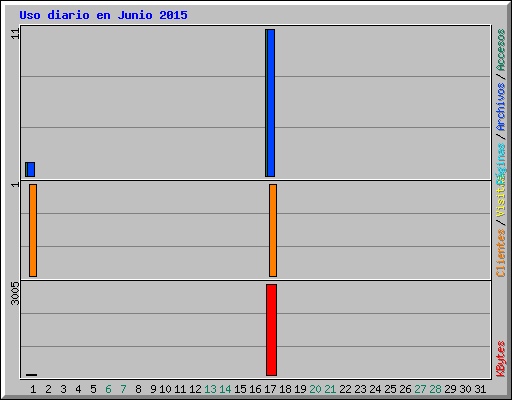 Uso diario en Junio 2015
11
1
3005
Accesos / Archivos / Páginas
Visitas / Clientes
KBytes
1 2 3 4 5 6 7 8 9 10 11 12 13 14 15 16 17 18 19 20 21 22 23 24 25 26 27 28 29 30 31